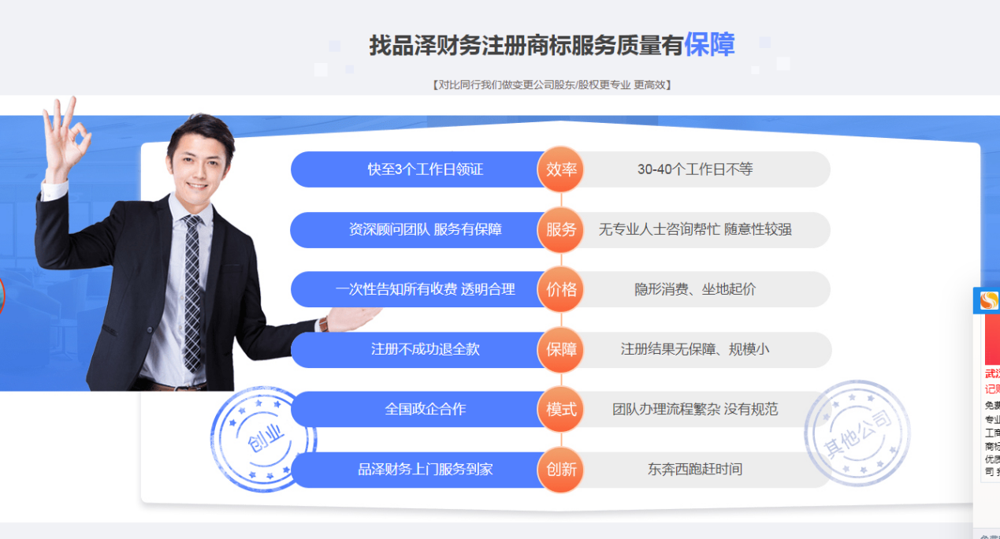 找品泽财务注册商标服务质量有保障
【对比同行我们做变更公司股东/股权更专业 更高效】
快至3个工作日领证 效率 30-40个工作日不等
资深顾问团队 服务有保障 服务 无专业人士咨询帮忙 随意性较强
一次性告知所有收费 透明合理 价格 隐形消费、坐地起价
注册不成功退全款 保障 注册结果无保障、规模小
全国政企合作 模式 团队办理流程繁杂 没有规范
品泽财务上门服务到家 创新 东奔西跑赶时间
创业
其他公司
武汉
记账
免费
专业
工商
商标
优质
司